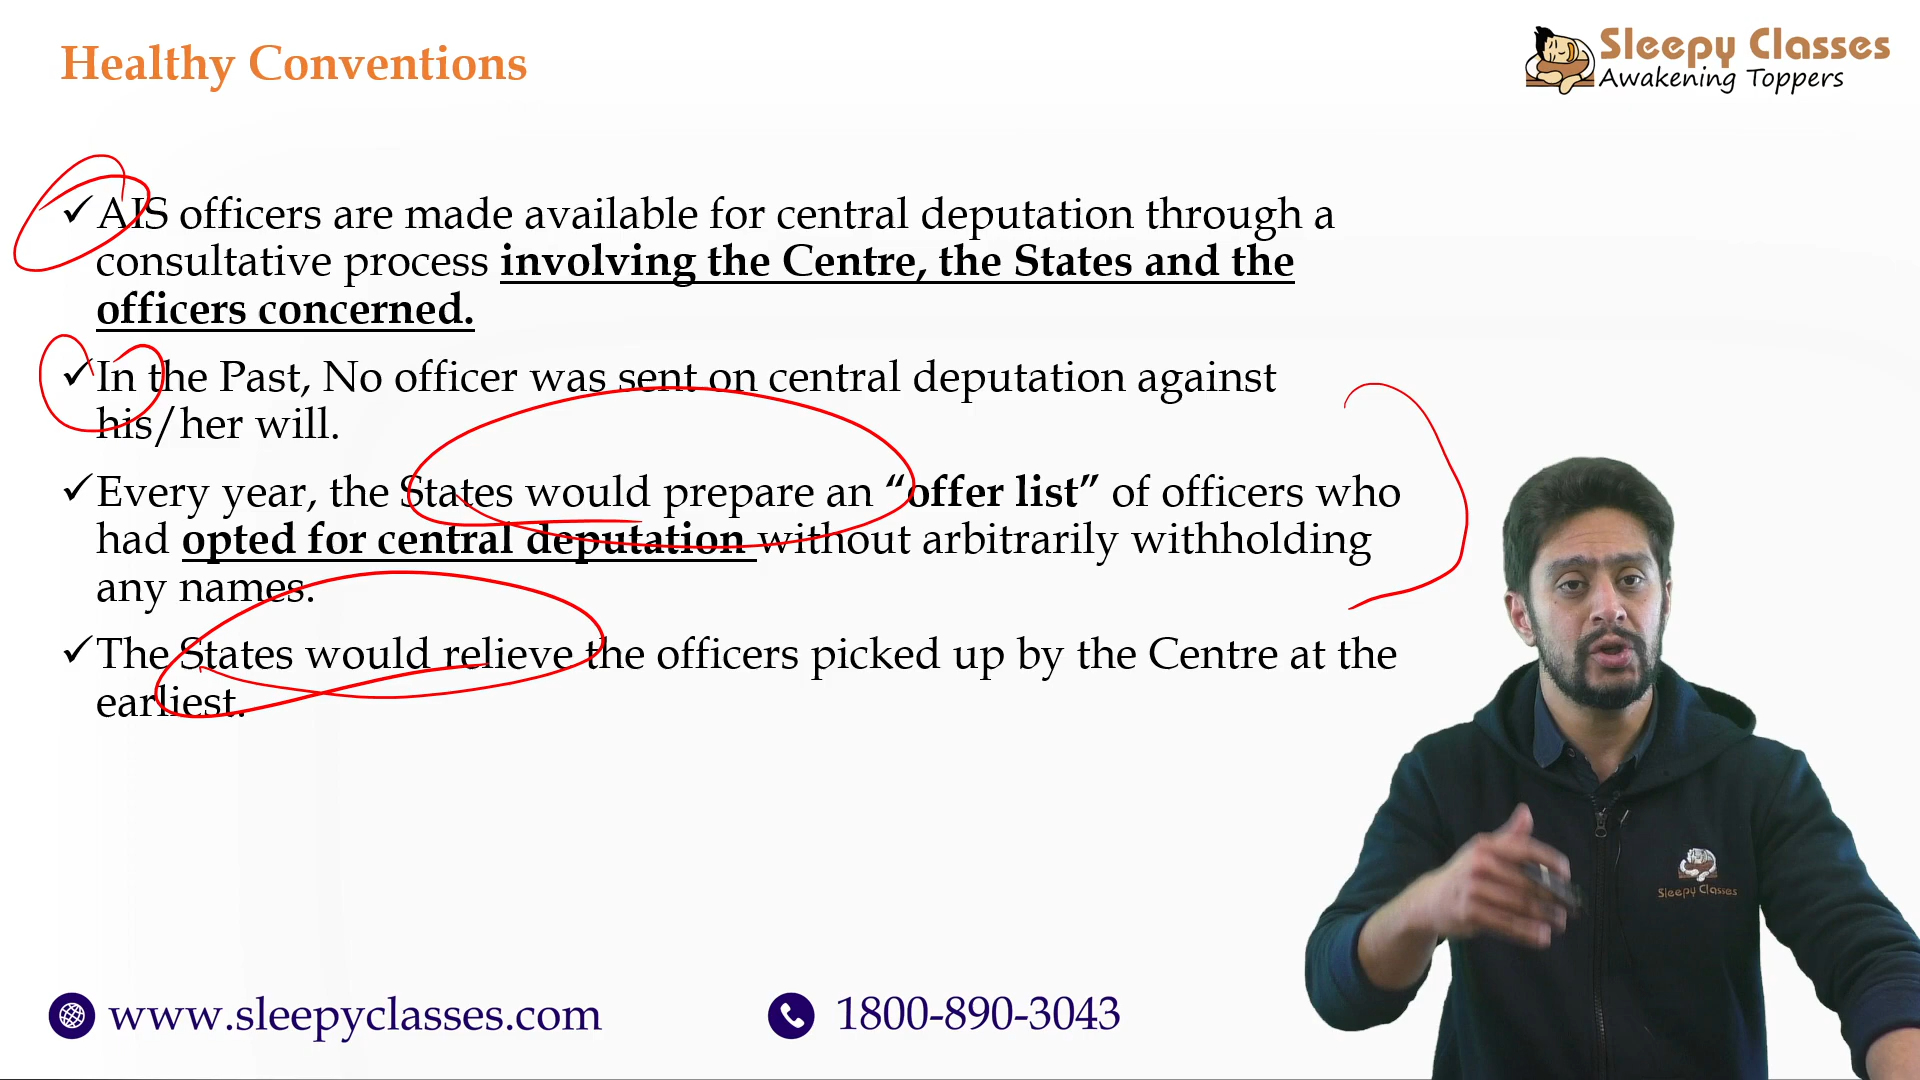 Healthy Conventions
Sleepy Classes
Awakening Toppers
✓AIS officers are made available for central deputation through a
consultative process involving the Centre, the States and the
officers concerned.
✓In the Past, No officer was sent on central deputation against
his/her will.
✓Every year, the States would prepare an “offer list” of officers who
had opted for central deputation without arbitrarily withholding
any names.
✓The States would relieve the officers picked up by the Centre at the
earliest.
Sleepy Classes
www.sleepyclasses.com
1800-890-3043